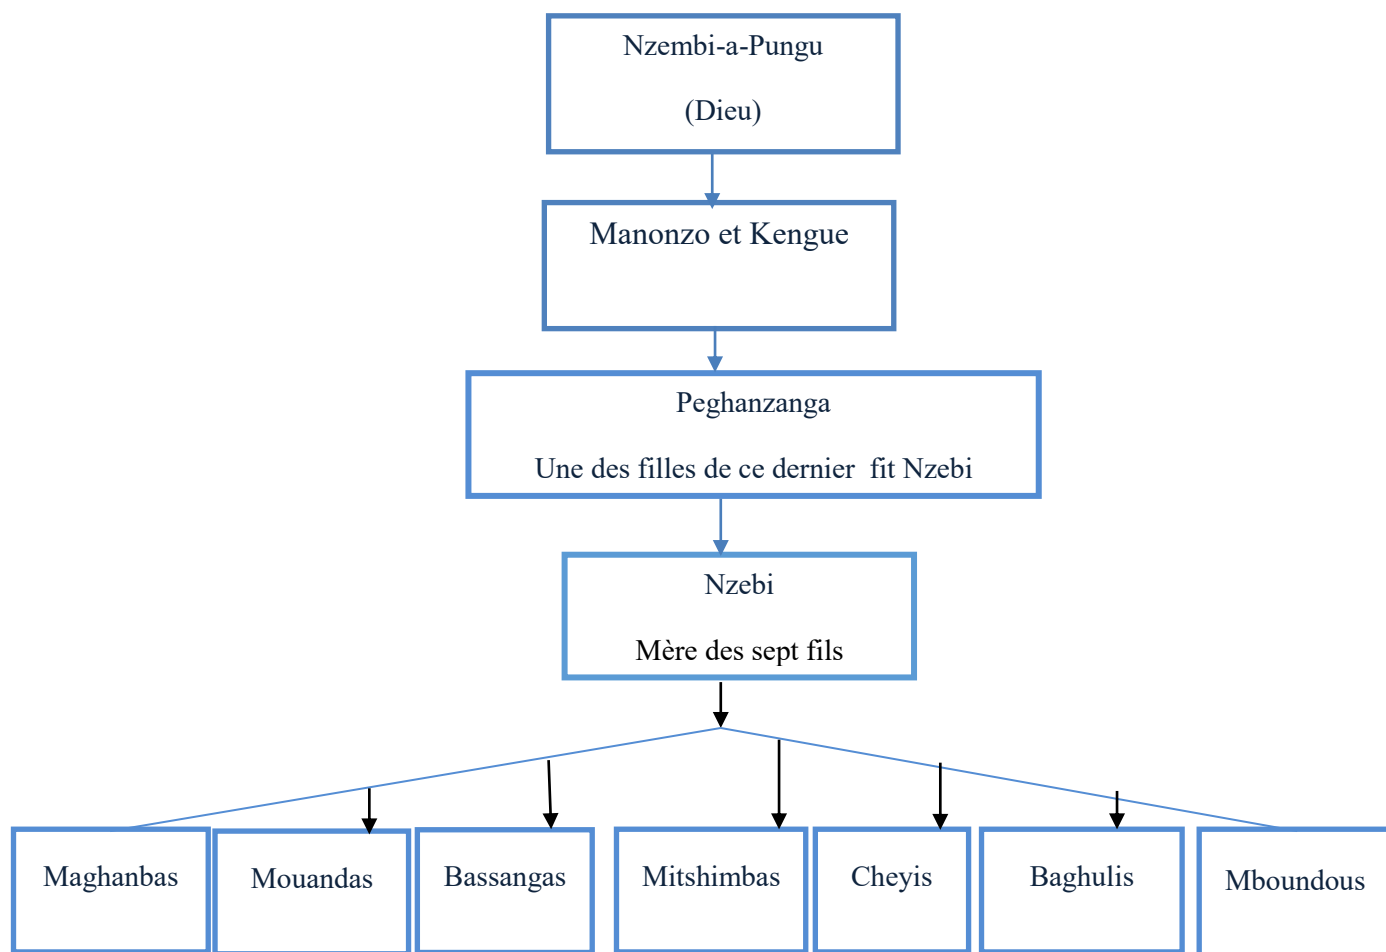 Nzembi-a-Pungu
(Dieu)
Manonzo et Kengue
Peghanzanga
Une des filles de ce dernier  fit Nzebi
Nzebi
Mère des sept fils
Maghanbas
Mouandas
Bassangas
Mitshimbas
Cheyis
Baghulis
Mboundous